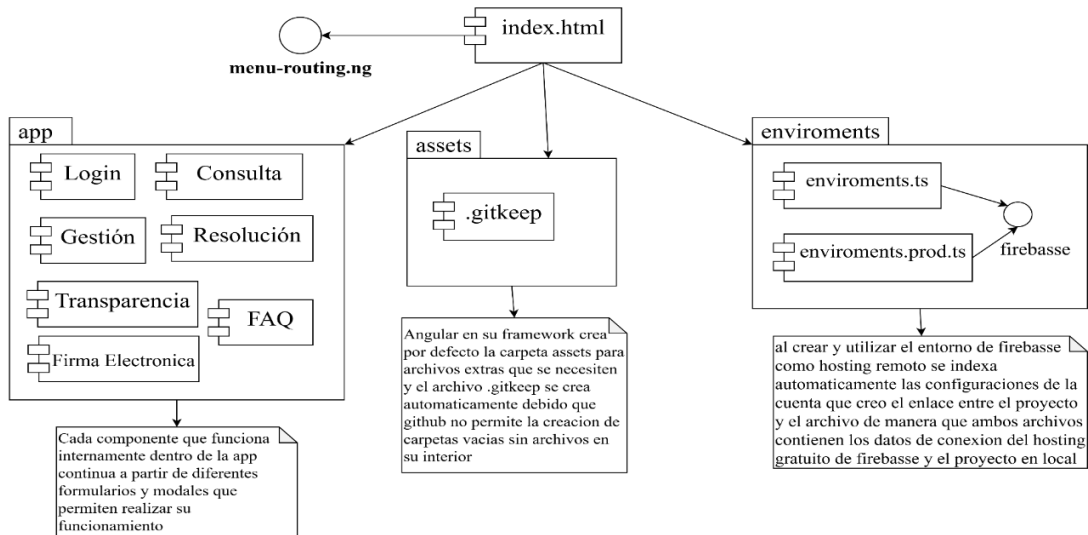 index.html
menu-routing.ng
app
Login
Consulta
Gestión
Resolución
Transparencia
FAQ
Firma Electronica
Cada componente que funciona
internamente dentro de la app
continua a partir de diferentes
formularios y modales que
permiten realizar su
funcionamiento
assets
.gitkeep
Angular en su framework crea
por defecto la carpeta assets para
archivos extras que se necesiten
y el archivo .gitkeep se crea
automaticamente debido que
github no permite la creacion de
carpetas vacias sin archivos en
su interior
enviroments
enviroments.ts
enviroments.prod.ts
firebasse
al crear y utilizar el entorno de firebasse
como hosting remoto se indexa
automaticamente las configuraciones de la
cuenta que creo el enlace entre el proyecto
y el archivo de manera que ambos archivos
contienen los datos de conexion del hosting
gratuito de firebasse y el proyecto en local